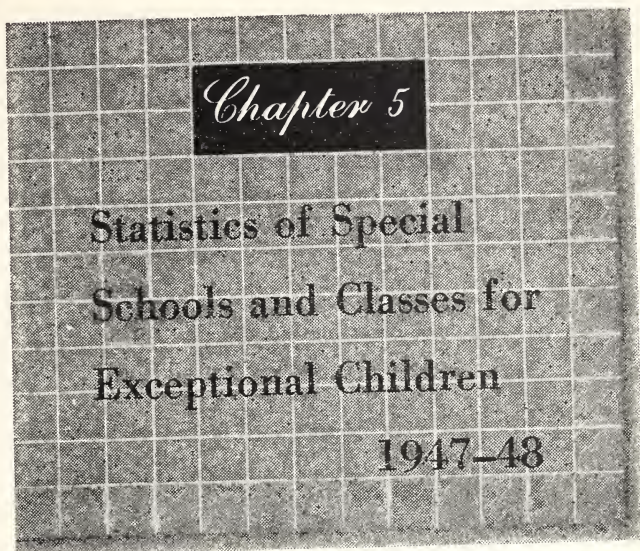 Chapter 5
Statistics of Special
Schools and Classes for
Exceptional Children
1947–48